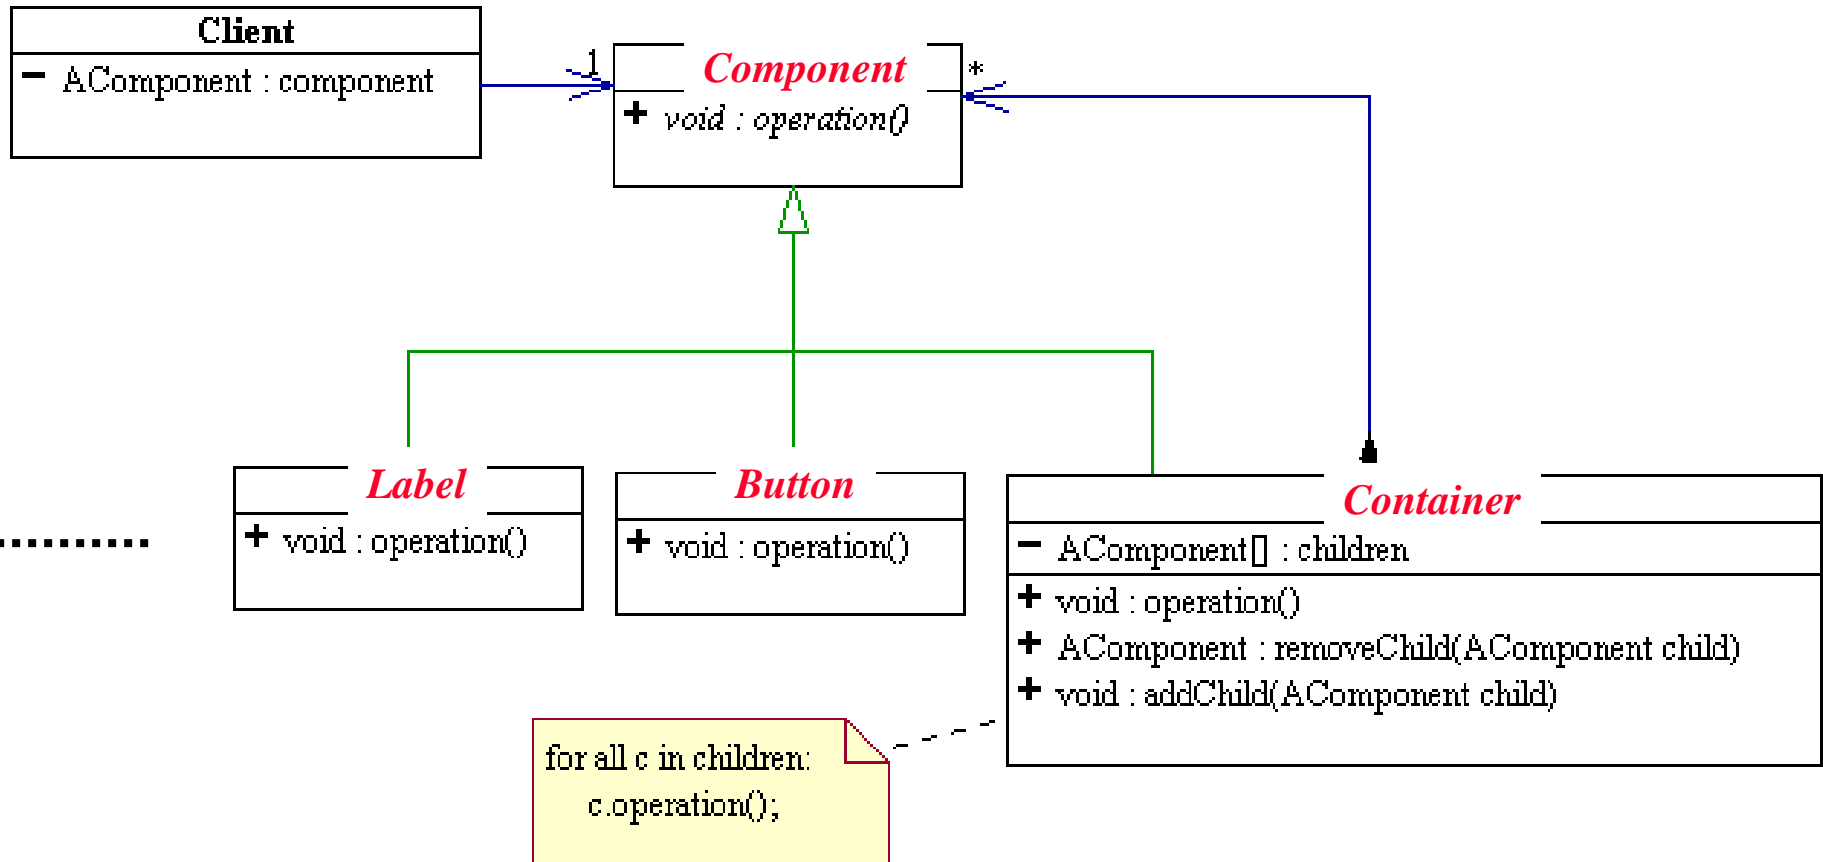 Client
- AComponent : component
1
Component
*
+ void : operation()
Label
+ void : operation()
Button
+ void : operation()
Container
- AComponent[] : children
+ void : operation()
+ AComponent : removeChild(AComponent child)
+ void : addChild(AComponent child)
for all c in children:
c.operation();